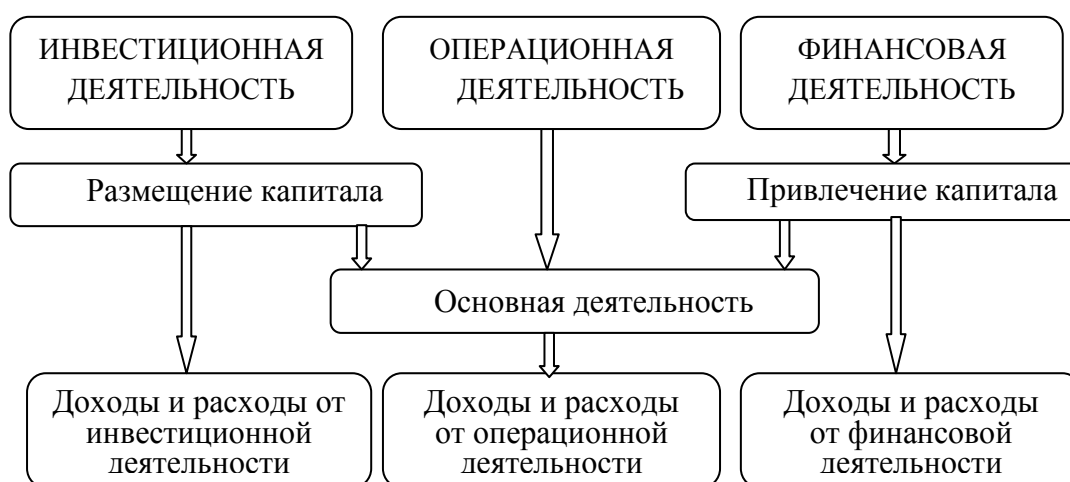 ИНВЕСТИЦИОННАЯ
ДЕЯТЕЛЬНОСТЬ
ОПЕРАЦИОННАЯ
ДЕЯТЕЛЬНОСТЬ
ФИНАНСОВАЯ
ДЕЯТЕЛЬНОСТЬ
Размещение капитала
Привлечение капитала
Основная деятельность
Доходы и расходы от
инвестиционной
деятельности
Доходы и расходы
от операционной
деятельности
Доходы и расходы
от финансовой
деятельности